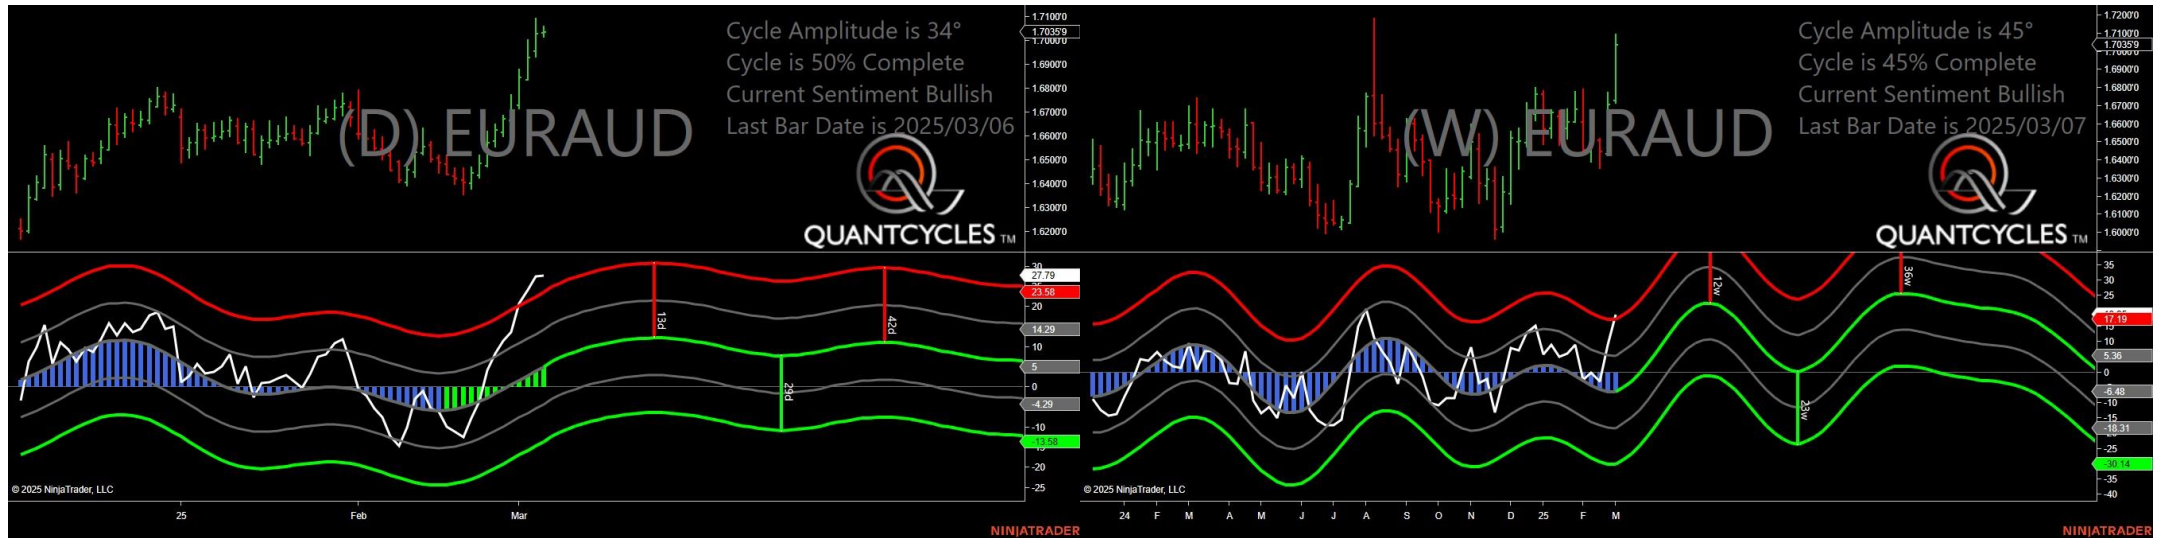 Cycle Amplitude is 34°
Cycle is 50% Complete
Current Sentiment Bullish
Last Bar Date is 2025/03/06
(D) EURAUD
QUANTCYCLES TM
1.7100'0
1.7035'9
1.7000'0
1.6900'0
1.6800'0
1.6700'0
1.6600'0
1.6500'0
1.6400'0
1.6300'0
1.6200'0
30
27.79
23.58
20
14.29
10
5
0
-4.29
-10
-13.58
-15
-20
-25
13d
29d
42d
© 2025 NinjaTrader, LLC
25
Feb
Mar
NINJATRADER
Cycle Amplitude is 45°
Cycle is 45% Complete
Current Sentiment Bullish
Last Bar Date is 2025/03/07
(W) EURAUD
QUANTCYCLES TM
1.7200'0
1.7100'0
1.7035'9
1.7000'0
1.6900'0
1.6800'0
1.6700'0
1.6600'0
1.6500'0
1.6400'0
1.6300'0
1.6200'0
1.6100'0
1.6000'0
35
30
25
17.19
15
10
5.36
0
-6.48
-10
-15
-18.31
-25
-30.14
-35
-40
12w
23w
36w
© 2025 NinjaTrader, LLC
24 F M A M J J A S O N D 25 F M
NINJATRADER